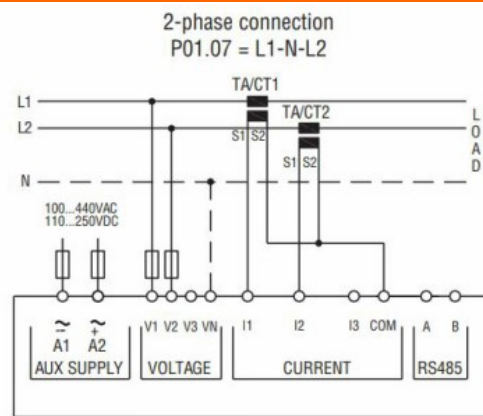 2-phase connection
P01.07 = L1-N-L2
TA/CT1
L1
TA/CT2
L2
S1 S2
S1 S2
N
LOAD
100...440VAC
110...250VDC
~ ~
- +
A1 A2
V1 V2 V3 VN
I1 I2 I3 COM
A B
AUX SUPPLY
VOLTAGE
CURRENT
RS485